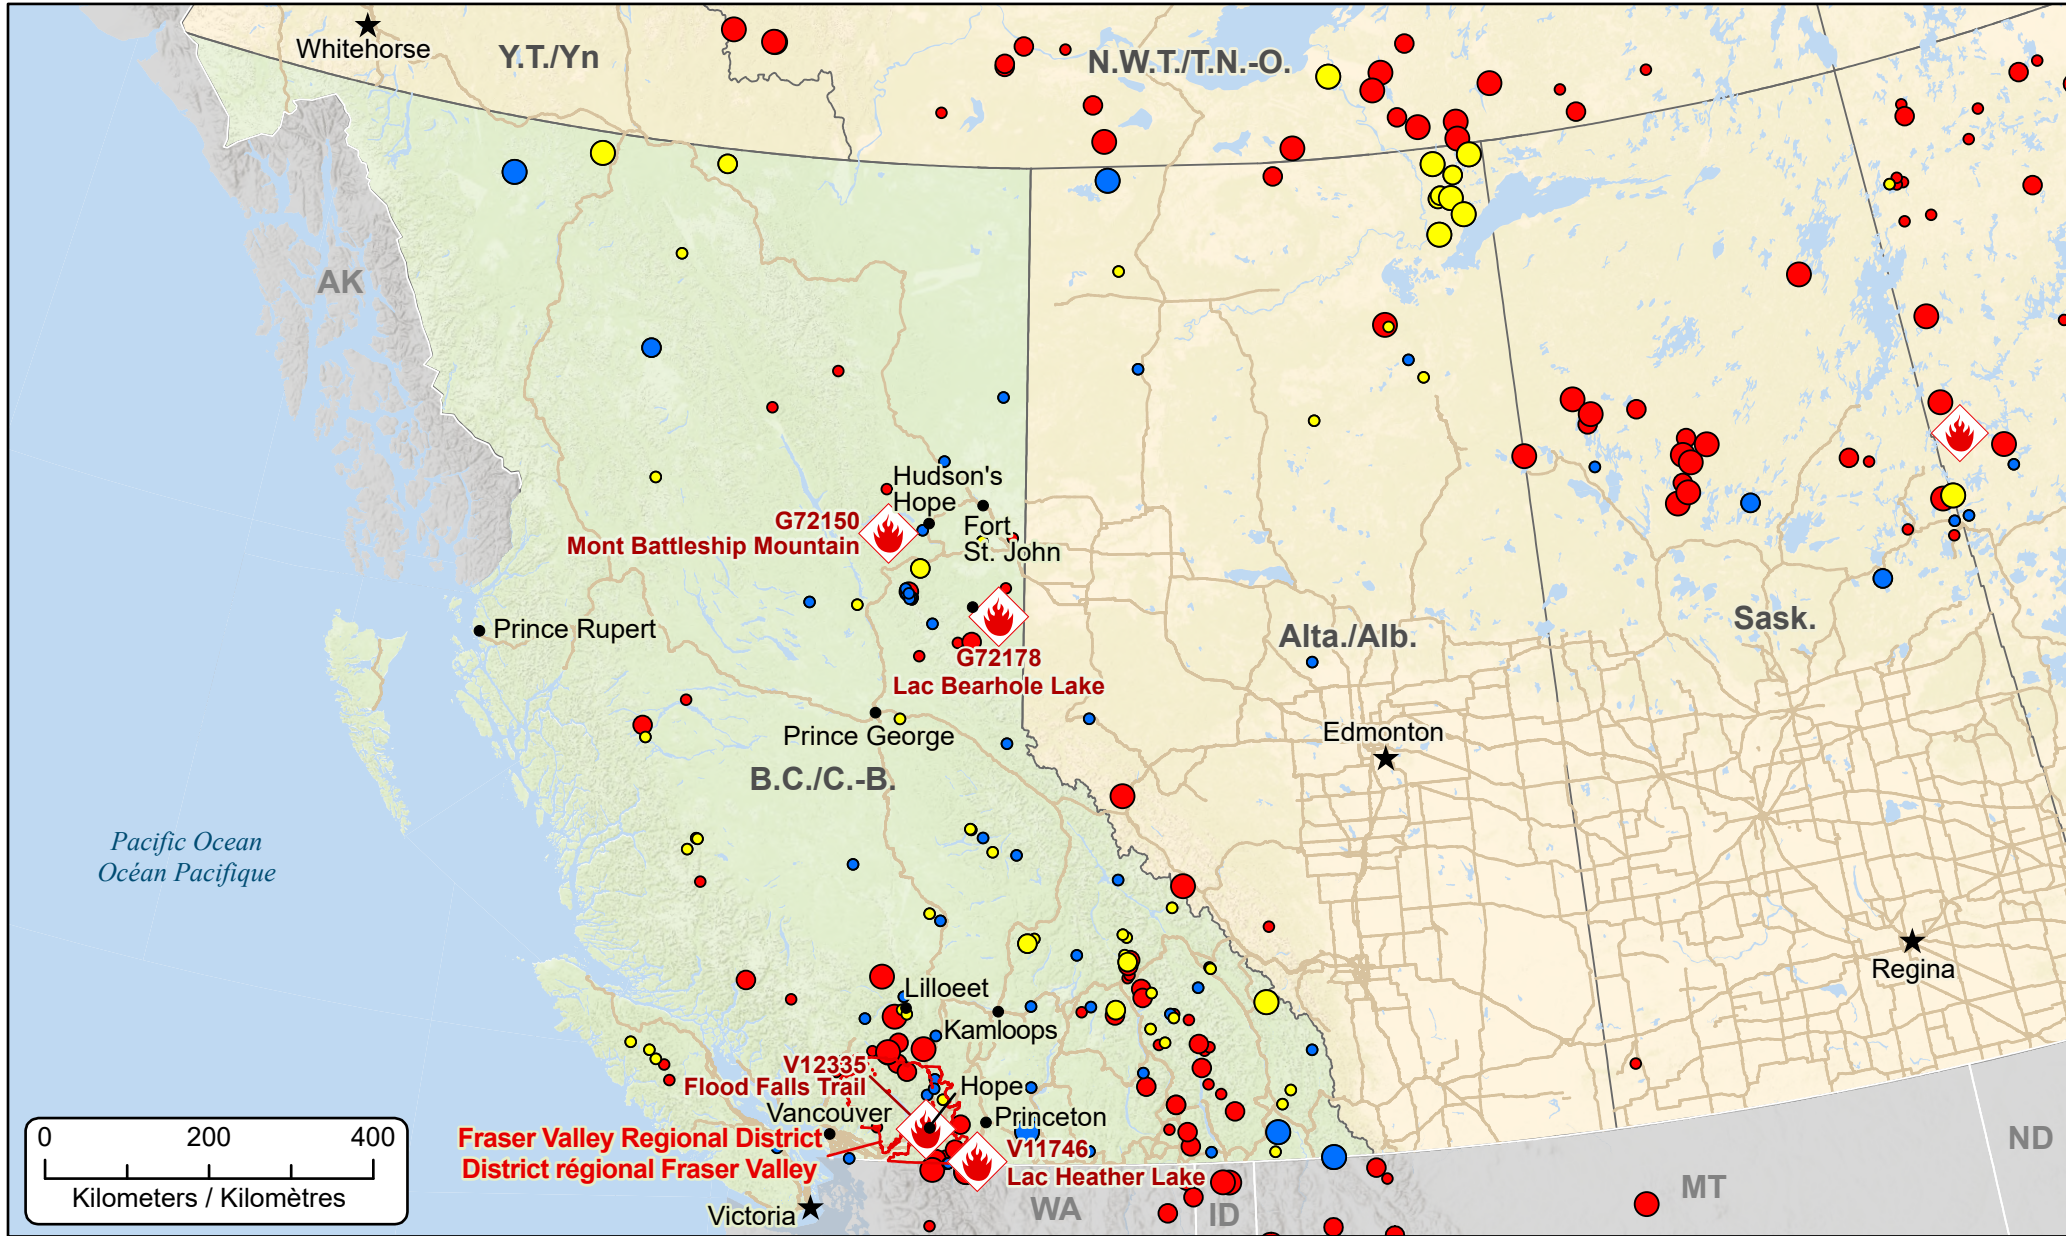 Whitehorse
Y.T./Yn
N.W.T./T.N.-O.
AK
Hudson's
Hope
G72150
Mont Battleship Mountain
Fort
St. John
Prince Rupert
G72178
Lac Bearhole Lake
Alta./Alb.
Sask.
Prince George
B.C./C.-B.
Edmonton
Pacific Ocean
Océan Pacifique
Regina
Lilloeet
Kamloops
V12335
Flood Falls Trail
Hope
Vancouver
Princeton
Fraser Valley Regional District
District régional Fraser Valley
V11746
Lac Heather Lake
Victoria
WA
ID
MT
ND
0 200 400
Kilometers / Kilomètres